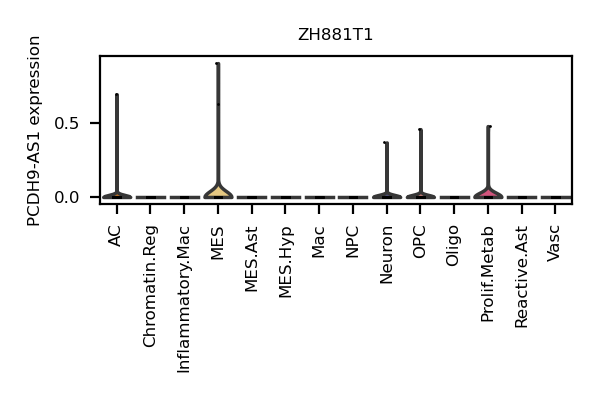 ZH881T1
PCDH9-AS1 expression
0.5
0.0
AC
Chromatin.Reg
Inflammatory.Mac
MES
MES.Ast
MES.Hyp
Mac
NPC
Neuron
OPC
Oligo
Prolif.Metab
Reactive.Ast
Vasc